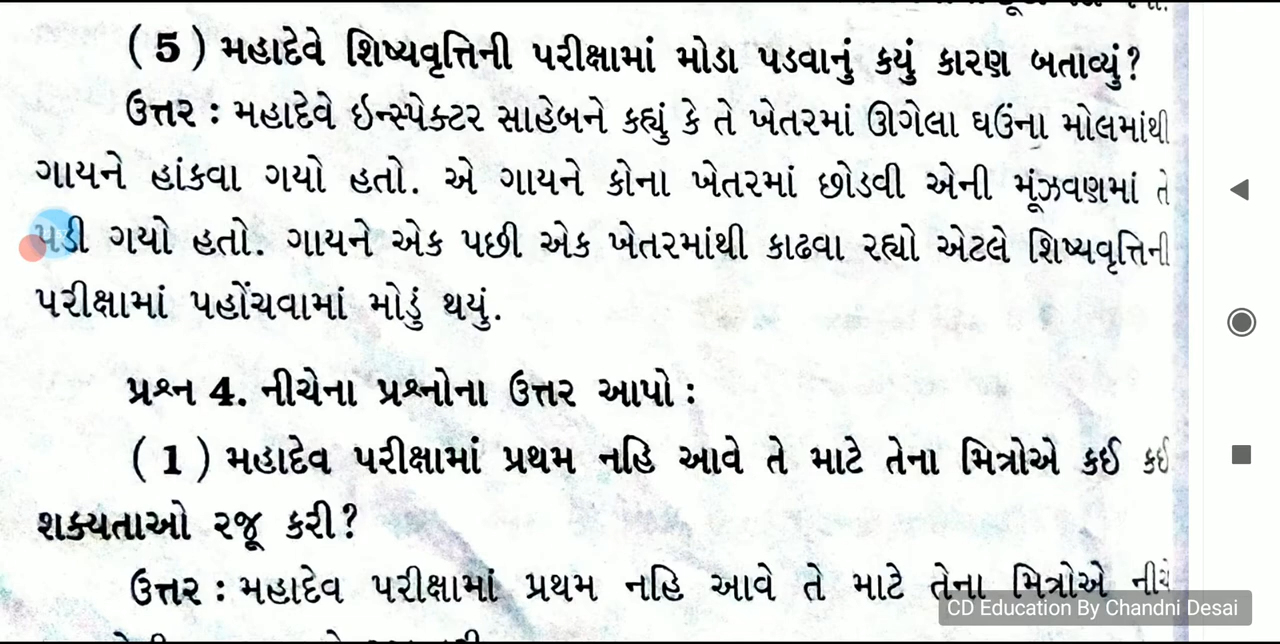 (5) મહાદેવે શિષ્યવૃત્તિની પરીક્ષામાં મોડા પડવાનું કયું કારણ બતાવ્યું?
ઉત્તર : મહાદેવે ઇન્સ્પેક્ટર સાહેબને કહ્યું કે તે ખેતરમાં ઊગેલા ઘઉંના મોલમાંથી
ગાયને હાંકવા ગયો હતો. એ ગાયને કોના ખેતરમાં છોડવી એની મૂંઝવણમાં તે
પડી ગયો હતો. ગાયને એક પછી એક ખેતરમાંથી કાઢવા રહ્યો એટલે શિષ્યવૃત્તિની
પરીક્ષામાં પહોંચવામાં મોડું થયું.
પ્રશ્ન 4. નીચેના પ્રશ્નોના ઉત્તર આપો :
(1) મહાદેવ પરીક્ષામાં પ્રથમ નહિ આવે તે માટે તેના મિત્રોએ કઈ કઈ
શક્યતાઓ રજૂ કરી?
ઉત્તર : મહાદેવ પરીક્ષામાં પ્રથમ નહિ આવે તે માટે તેના મિત્રોએ નીચે
CD Education By Chandni Desai